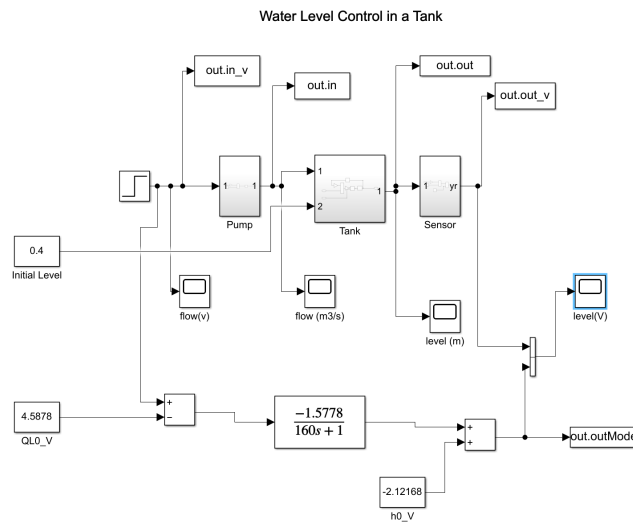 Water Level Control in a Tank
out.in_v
out.in
out.out
out.out_v
1
1
Pump
1
2
1
Tank
1
yr
Sensor
0.4
Initial Level
flow(v)
flow (m3/s)
level (m)
level(V)
+
−
4.5878
QL0_V
−1.5778
160s + 1
+
+
out.outMode
-2.12168
h0_V